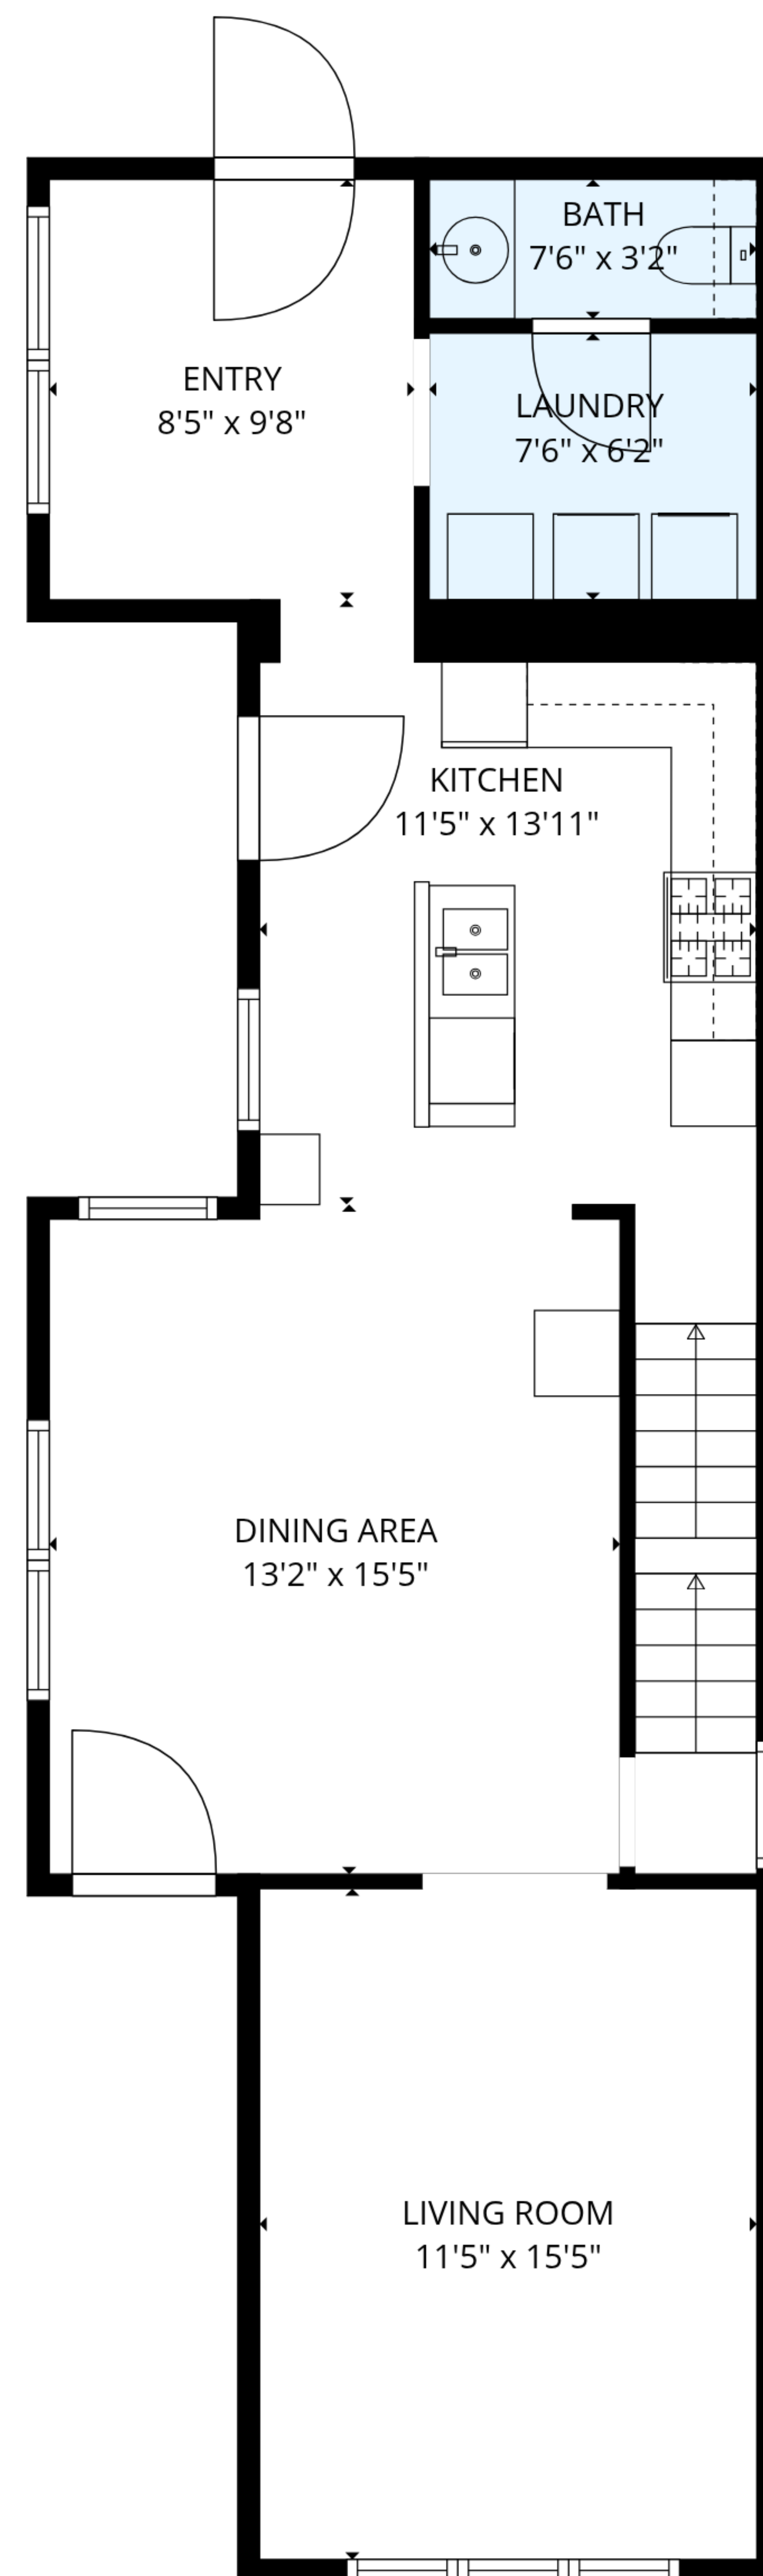 BATH
7'6" x 3'2"
ENTRY
8'5" x 9'8"
LAUNDRY
7'6" x 6'2"
KITCHEN
11'5" x 13'11"
DINING AREA
13'2" x 15'5"
LIVING ROOM
11'5" x 15'5"